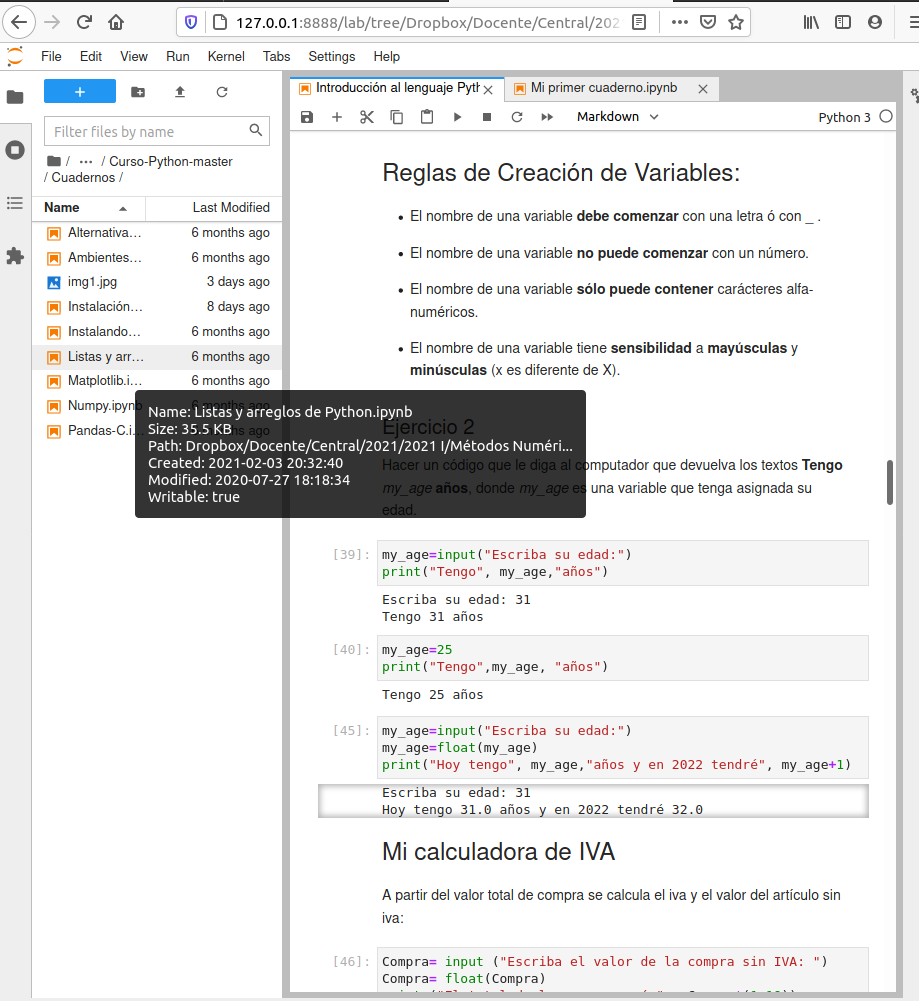 127.0.0.1:8888/lab/tree/Dropbox/Docente/Central/202
File Edit View Run Kernel Tabs Settings Help
Introducción al lenguaje Pyth
Mi primer cuaderno.ipynb
Markdown
Python 3
Filter files by name
/ ··· / Curso-Python-master
/ Cuadernos /
Name Last Modified
Alternativa… 6 months ago
Ambientes… 6 months ago
img1.jpg 3 days ago
Instalación… 8 days ago
Instalando… 6 months ago
Listas y arr… 6 months ago
Matplotlib.i… 6 months ago
Numpy.ipynb 6 months ago
Pandas-C.i… 6 months ago
Name: Listas y arreglos de Python.ipynb
Size: 35.5 KB
Path: Dropbox/Docente/Central/2021/2021 I/Métodos Numéri...
Created: 2021-02-03 20:32:40
Modified: 2020-07-27 18:18:34
Writable: true
Reglas de Creación de Variables:
• El nombre de una variable debe comenzar con una letra ó con _ .
• El nombre de una variable no puede comenzar con un número.
• El nombre de una variable sólo puede contener carácteres alfa-
numéricos.
• El nombre de una variable tiene sensibilidad a mayúsculas y
minúsculas (x es diferente de X).
Ejercicio 2
Hacer un código que le diga al computador que devuelva los textos Tengo
my_age años, donde my_age es una variable que tenga asignada su
edad.
[39]: my_age=input("Escriba su edad:")
print("Tengo", my_age,"años")
Escriba su edad: 31
Tengo 31 años
[40]: my_age=25
print("Tengo",my_age, "años")
Tengo 25 años
[45]: my_age=input("Escriba su edad:")
my_age=float(my_age)
print("Hoy tengo", my_age,"años y en 2022 tendré", my_age+1)
Escriba su edad: 31
Hoy tengo 31.0 años y en 2022 tendré 32.0
Mi calculadora de IVA
A partir del valor total de compra se calcula el iva y el valor del artículo sin
iva:
[46]: Compra= input ("Escriba el valor de la compra sin IVA: ")
Compra= float(Compra)